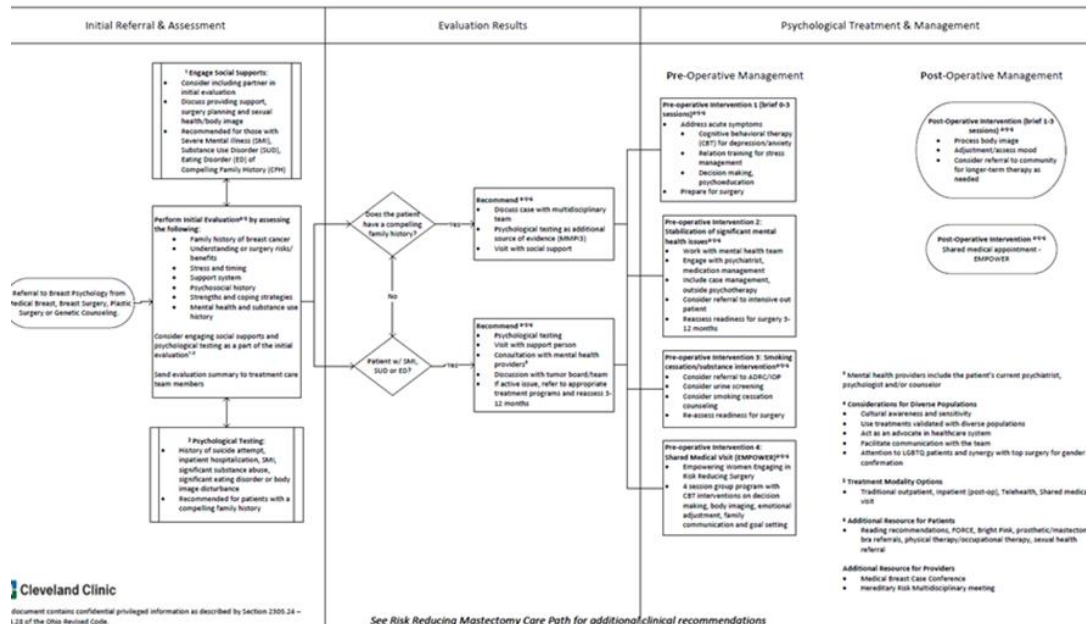 Initial Referral & Assessment
Evaluation Results
Psychological Treatment & Management
1 Engage Social Supports:
• Consider including partner in
initial evaluation
• Discuss providing support,
surgery planning and sexual
health/body image
• Recommended for those with
Severe Mental Illness (SMI),
Substance Use Disorder (SUD),
Eating Disorder (ED) of
Compelling Family History (CFH)
Referral to Breast Psychology from
Medical Breast, Breast Surgery, Plastic
Surgery or Genetic Counseling.
Perform Initial Evaluation by assessing
the following:
• Family history of breast cancer
• Understanding or surgery risks/
benefits
• Stress and timing
• Support system
• Psychosocial history
• Strengths and coping strategies
• Mental health and substance use
history
Consider engaging social supports and
psychological testing as a part of the initial
evaluation
Send evaluation summary to treatment care
team members
2 Psychological Testing:
• History of suicide attempt,
inpatient hospitalization, SMI,
significant substance abuse,
significant eating disorder or body
image disturbance
• Recommended for patients with a
compelling family history
Does the patient
have a compelling
family history?
Yes
No
Patient w/ SMI,
SUD or ED?
Yes
Recommend
• Discuss case with multidisciplinary
team
• Psychological testing as additional
source of evidence (MMPI3)
• Visit with social support
Recommend
• Psychological testing
• Visit with support person
• Consultation with mental health
providers
• Discussion with tumor board/team
• If active issue, refer to appropriate
treatment programs and reassess 3-
12 months
Pre-Operative Management
Pre-operative Intervention 1 (brief 0-3
sessions)
• Address acute symptoms
• Cognitive behavioral therapy
(CBT) for depression/anxiety
• Relation training for stress
management
• Decision making,
psychoeducation
• Prepare for surgery
Pre-operative Intervention 2:
Stabilization of significant mental
health issues
• Work with mental health team
• Engage with psychiatrist,
medication management
• Include case management,
outside psychotherapy
• Consider referral to intensive out
patient
• Reassess readiness for surgery 3-
12 months
Pre-operative Intervention 3: Smoking
cessation/substance intervention
• Consider referral to ADRC/IOP
• Consider urine screening
• Consider smoking cessation
counseling
• Re-assess readiness for surgery
Pre-operative Intervention 4:
Shared Medical Visit (EMPOWER)
• Empowering Women Engaging in
Risk Reducing Surgery
• 4 session group program with
CBT interventions on decision
making, body imaging, emotional
adjustment, family
communication and goal setting
Post-Operative Management
Post-Operative Intervention (brief 1-3
sessions)
• Process body image
• Adjustment/assess mood
• Consider referral to community
for longer-term therapy as
needed
Post-Operative Intervention
Shared medical appointment -
EMPOWER
3 Mental health providers include the patient's current psychiatrist,
psychologist and/or counselor
4 Considerations for Diverse Populations
• Cultural awareness and sensitivity
• Use treatments validated with diverse populations
• Act as an advocate in healthcare system
• Facilitate communication with the team
• Attention to LGBTQ patients and synergy with top surgery for gender
confirmation
5 Treatment Modality Options
• Traditional outpatient, inpatient (post-op), Telehealth, Shared medical
visit
6 Additional Resource for Patients
• Reading recommendations, FORCE, Bright Pink, prosthetic/mastectomy
bra referrals, physical therapy/occupational therapy, sexual health
referral
Additional Resource for Providers
• Medical Breast Case Conference
• Hereditary Risk Multidisciplinary meeting
Cleveland Clinic
document contains confidential privileged information as described by Section 2305.24 –
.28 of the Ohio Revised Code.
See Risk Reducing Mastectomy Care Path for additional clinical recommendations